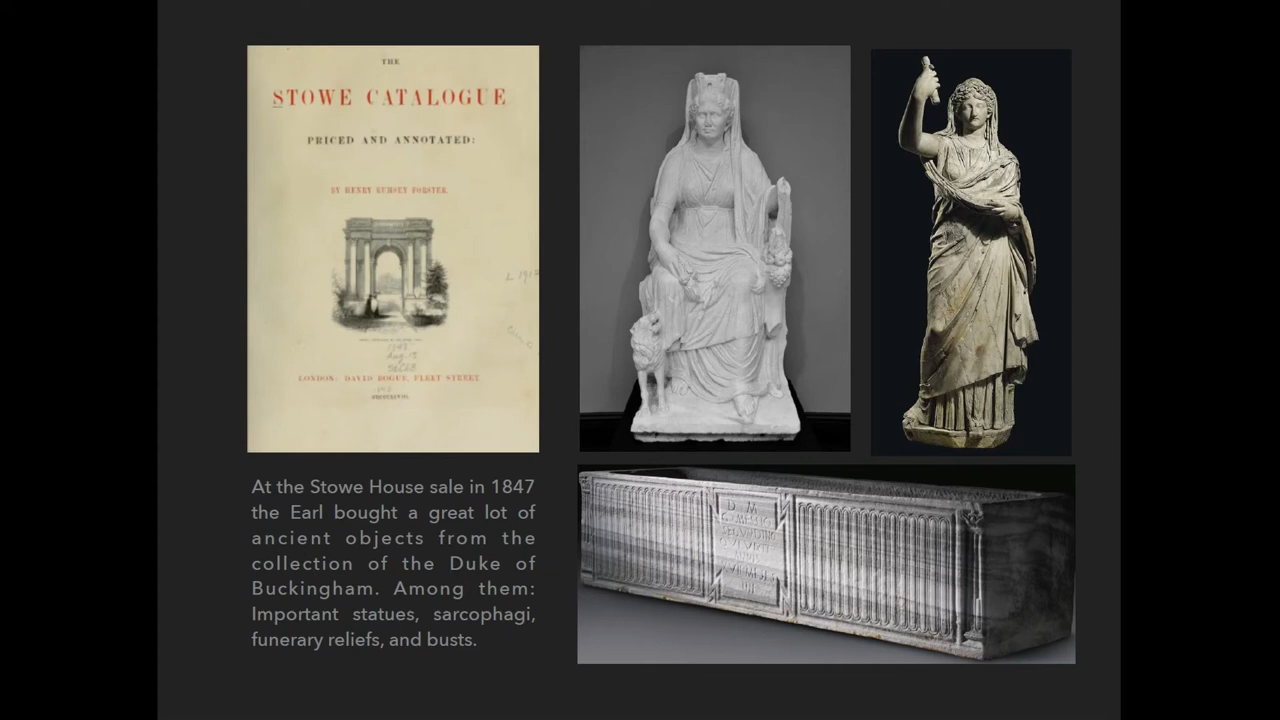 THE
STOWE CATALOGUE
PRICED AND ANNOTATED:
BY HENRY RUMSEY FORSTER.
LONDON: DAVID BOGUE, FLEET STREET
At the Stowe House sale in 1847
the Earl bought a great lot of
ancient objects from the
collection of the Duke of
Buckingham. Among them:
Important statues, sarcophagi,
funerary reliefs, and busts.
D M